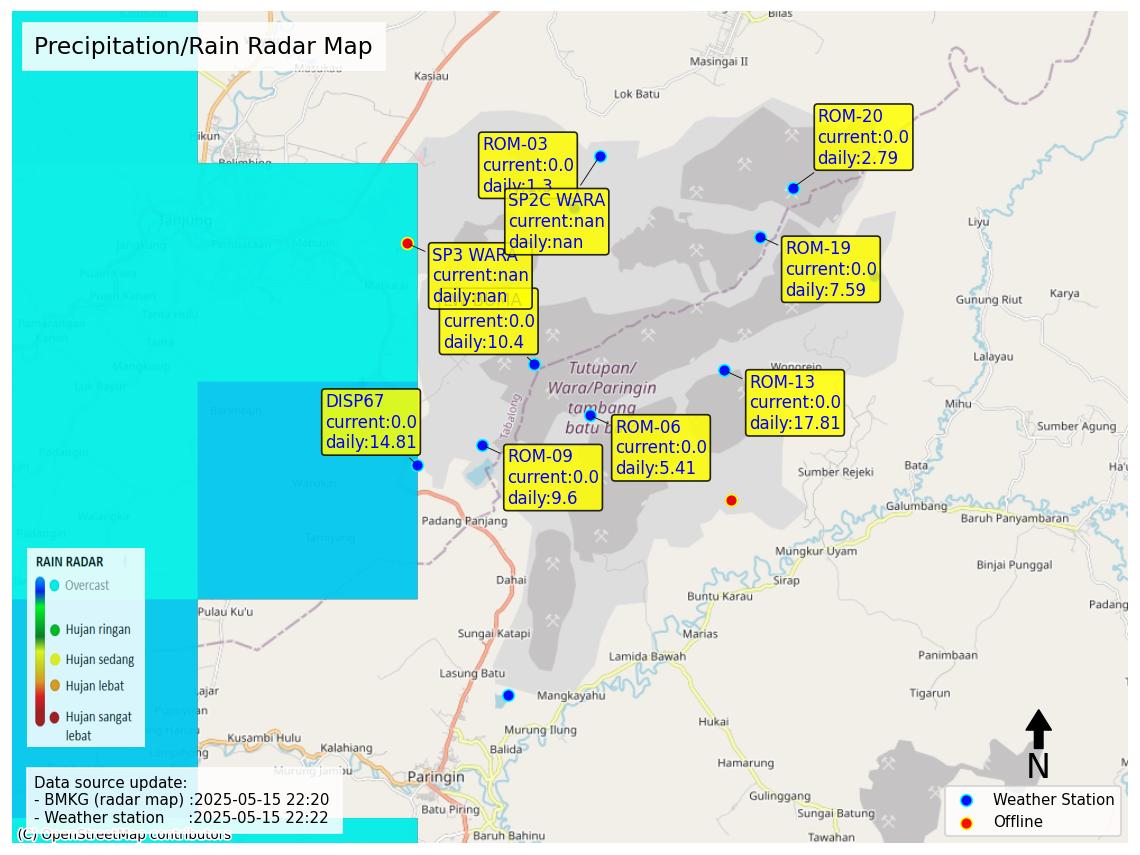 Precipitation/Rain Radar Map
Bilas
Masingai II
Kasiau
Lok Batu
Belimbing
Tanjung
ROM-03
current:0.0
daily:1.3
SP2C WARA
current:nan
daily:nan
ROM-20
current:0.0
daily:2.79
SP3 WARA
current:nan
daily:nan
current:0.0
daily:10.4
ROM-19
current:0.0
daily:7.59
Liyu
Gunung Riut
Karya
Lalayau
Mihu
Wonorejo
Tutupan/
Wara/Paringin
tambang
Tabalong
DISP67
current:0.0
daily:14.81
ROM-09
current:0.0
daily:9.6
ROM-06
current:0.0
daily:5.41
ROM-13
current:0.0
daily:17.81
Sumber Agung
Bata
Sumber Rejeki
Galumbang
Baruh Panyambaran
Padang Panjang
Mungkur Uyam
Binjai Punggal
Dahai
Sirap
Buntu Karau
Padang
Pulau Ku'u
Sungai Katapi
Marias
Lamida Bawah
Panimbaan
Lasung Batu
Mangkayahu
Tigarun
Hukai
Murung Ilung
Kusambi Hulu
Kalahiang
Balida
Hamarung
Murung Jambu
Paringin
Gulinggang
Batu Piring
Sungai Batung
Baruh Bahinu
Tawahan
RAIN RADAR
Overcast
Hujan ringan
Hujan sedang
Hujan lebat
Hujan sangat
lebat
Data source update:
- BMKG (radar map) :2025-05-15 22:20
- Weather station :2025-05-15 22:22
(C) OpenStreetMap contributors
N
Weather Station
Offline